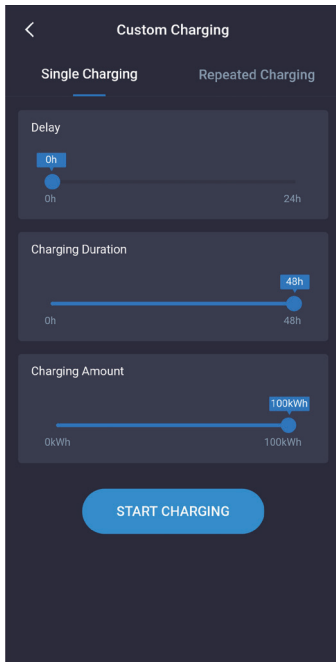 Custom Charging
Single Charging Repeated Charging
Delay
0h
0h 24h
Charging Duration
48h
0h 48h
Charging Amount
100kWh
0kWh 100kWh
START CHARGING